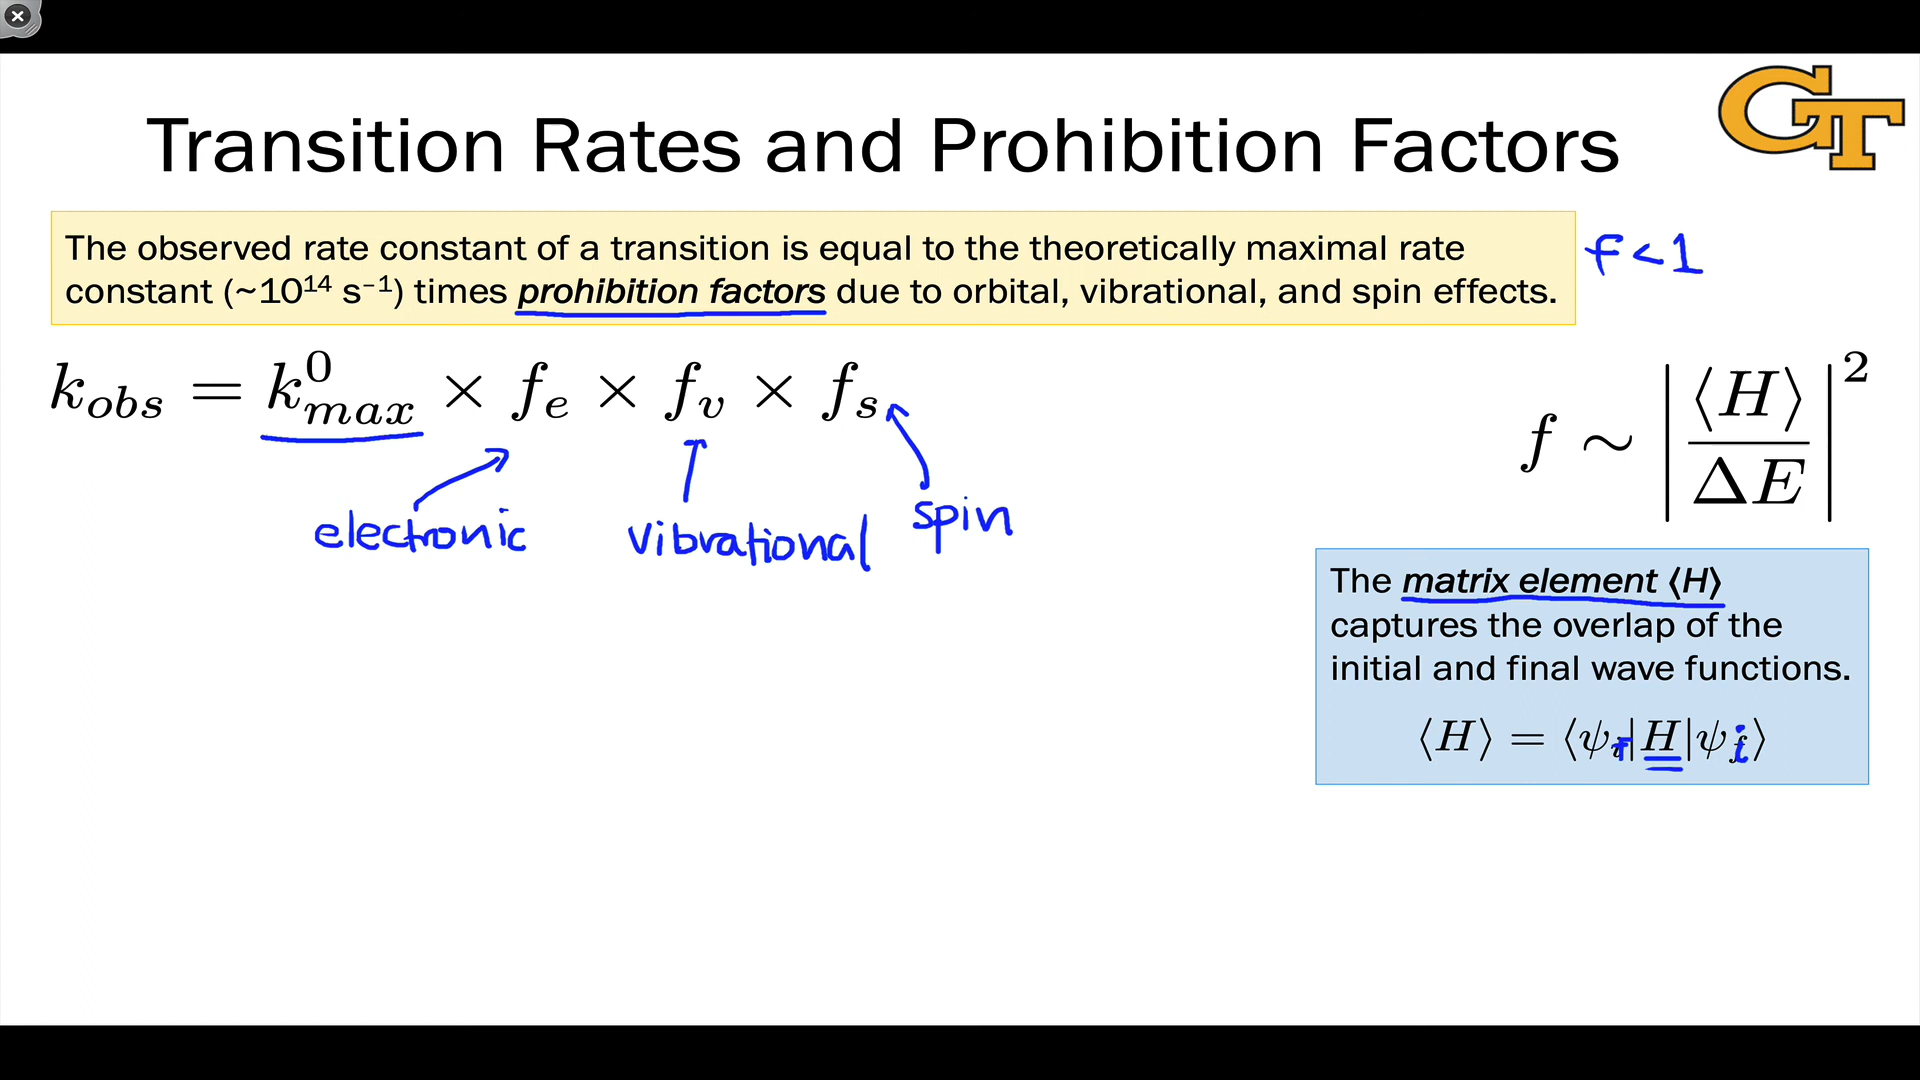 Transition Rates and Prohibition Factors
GT
The observed rate constant of a transition is equal to the theoretically maximal rate
constant (~10¹⁴ s⁻¹) times prohibition factors due to orbital, vibrational, and spin effects.
f < 1
k_obs = k⁰_max × f_e × f_v × f_s
electronic
vibrational
spin
f ∼ |⟨H⟩/ΔE|²
The matrix element ⟨H⟩
captures the overlap of the
initial and final wave functions.
⟨H⟩ = ⟨ψ_f|H|ψ_i⟩